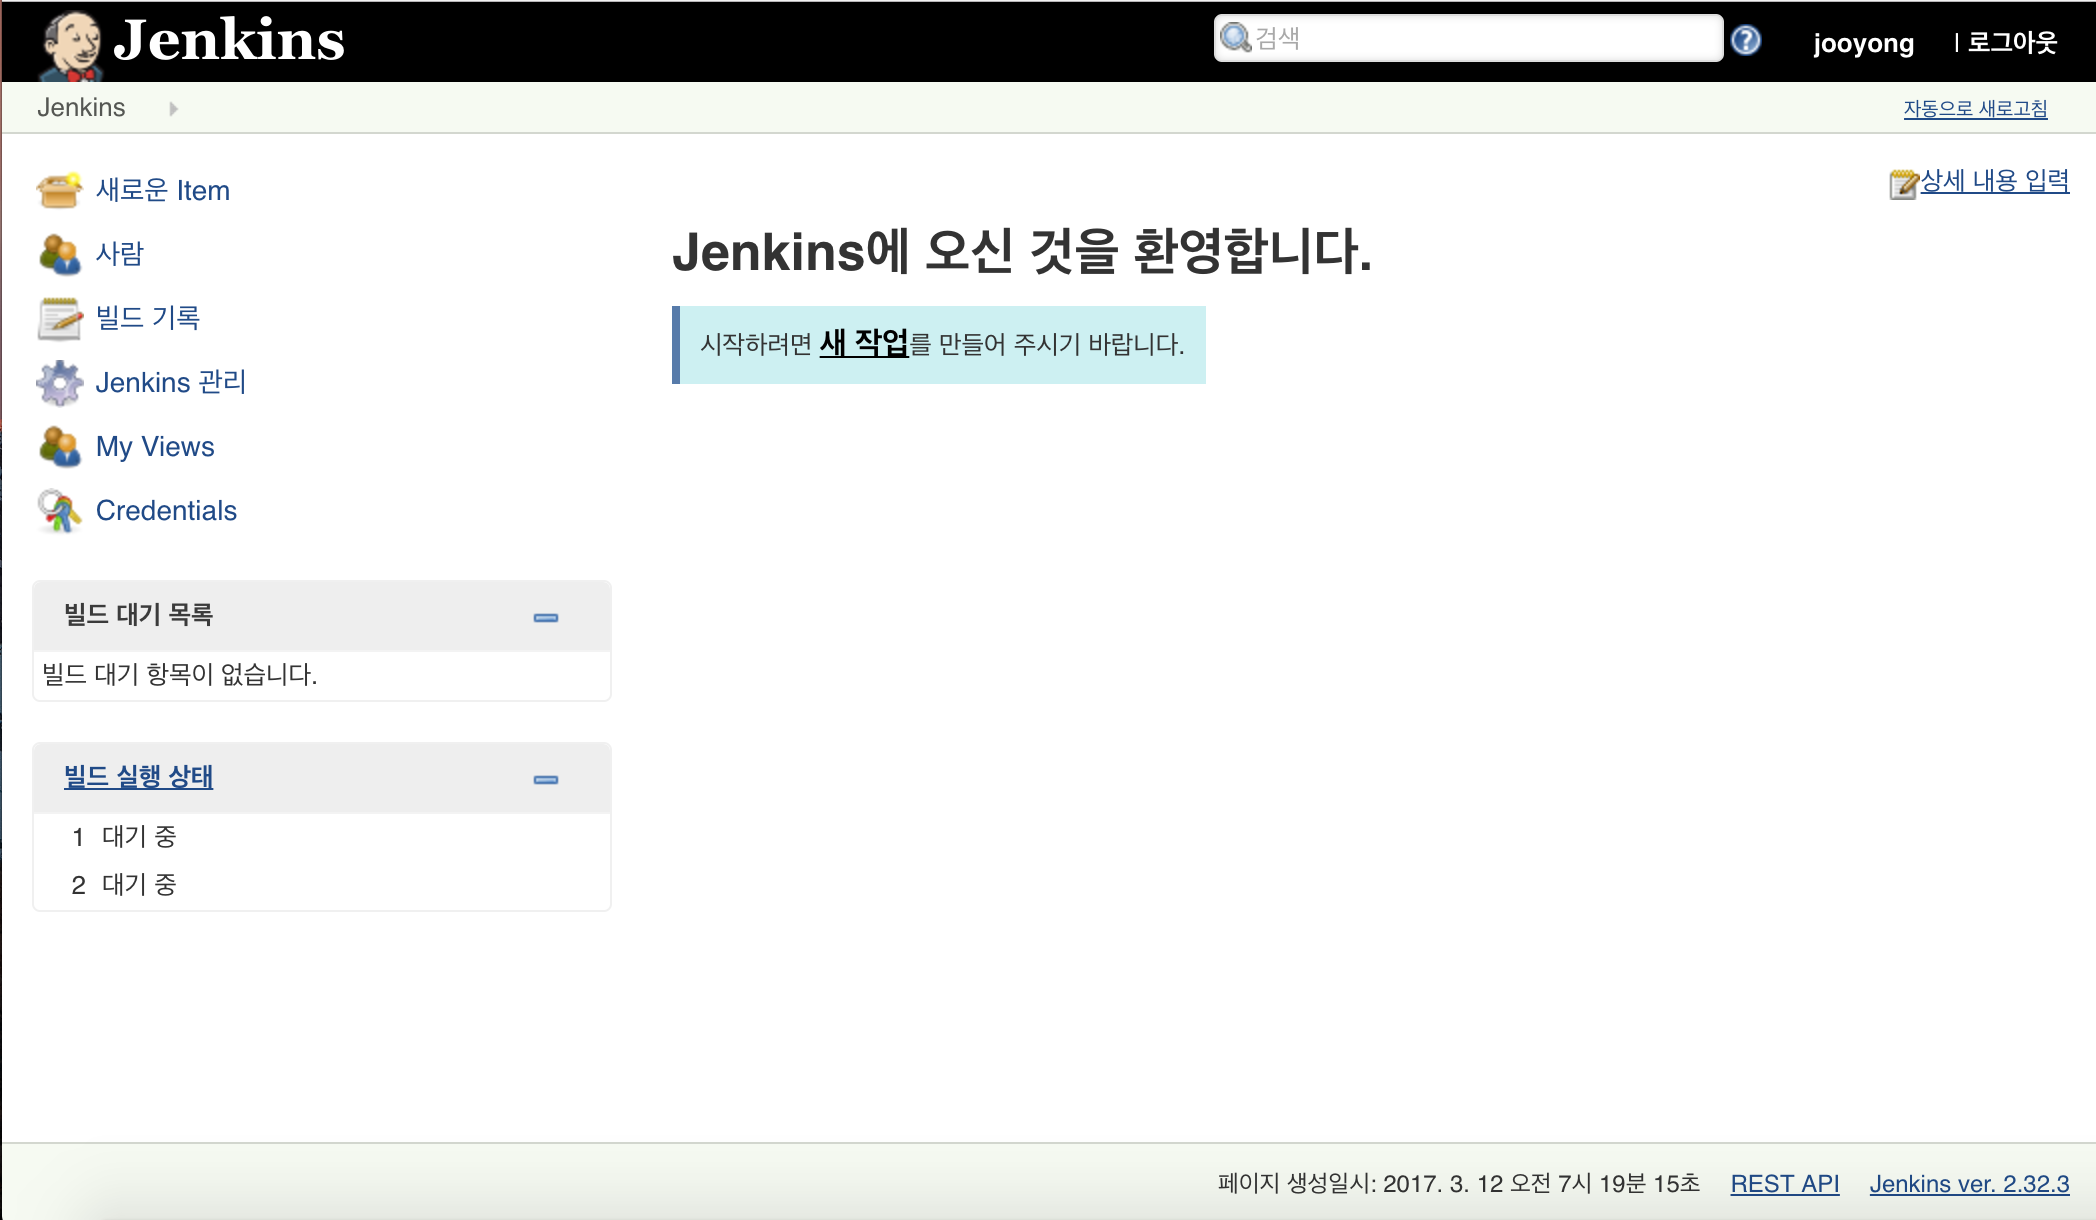 Jenkins
검색
jooyong
| 로그아웃
Jenkins
자동으로 새로고침
새로운 Item
사람
빌드 기록
Jenkins 관리
My Views
Credentials
상세 내용 입력
Jenkins에 오신 것을 환영합니다.
시작하려면 새 작업를 만들어 주시기 바랍니다.
빌드 대기 목록
빌드 대기 항목이 없습니다.
빌드 실행 상태
1 대기 중
2 대기 중
페이지 생성일시: 2017. 3. 12 오전 7시 19분 15초 REST API Jenkins ver. 2.32.3